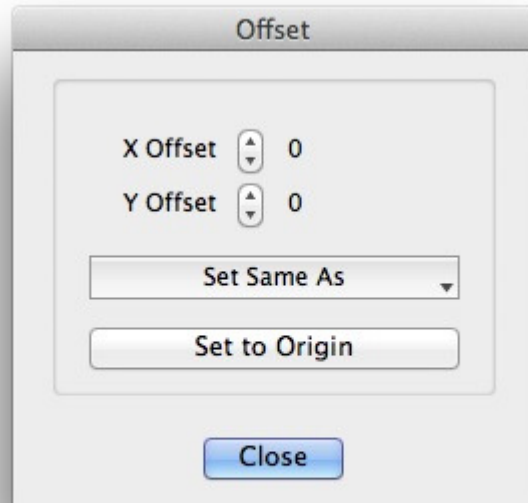 Offset
X Offset 0
Y Offset 0
Set Same As
Set to Origin
Close